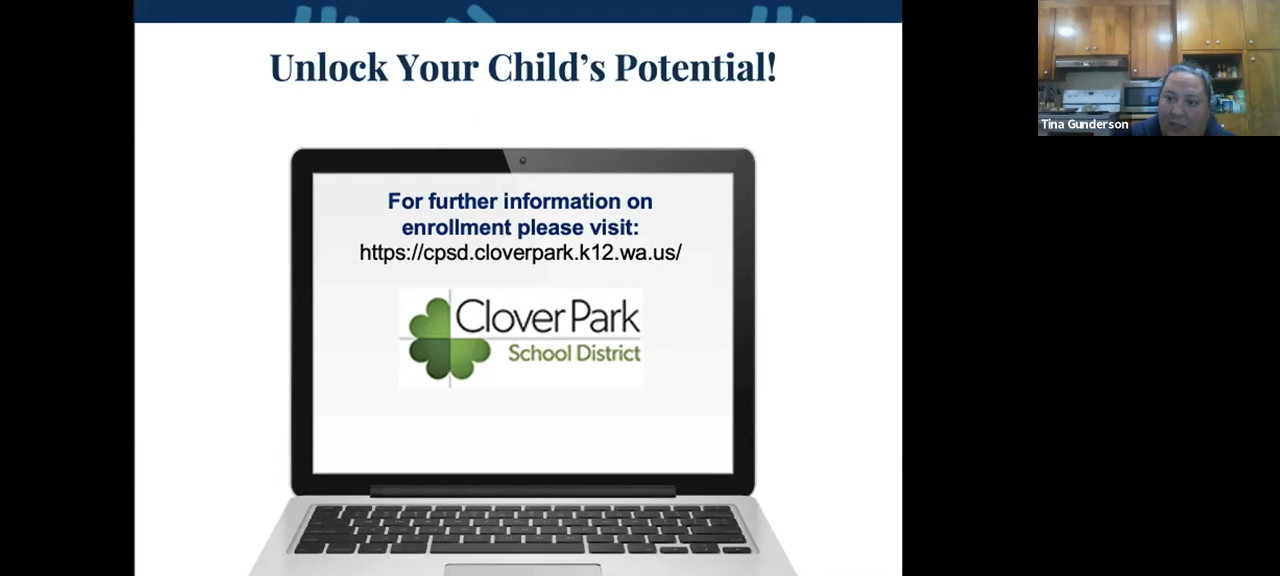 Unlock Your Child's Potential!
For further information on
enrollment please visit:
https://cpsd.cloverpark.k12.wa.us/
Clover Park
School District
Tina Gunderson